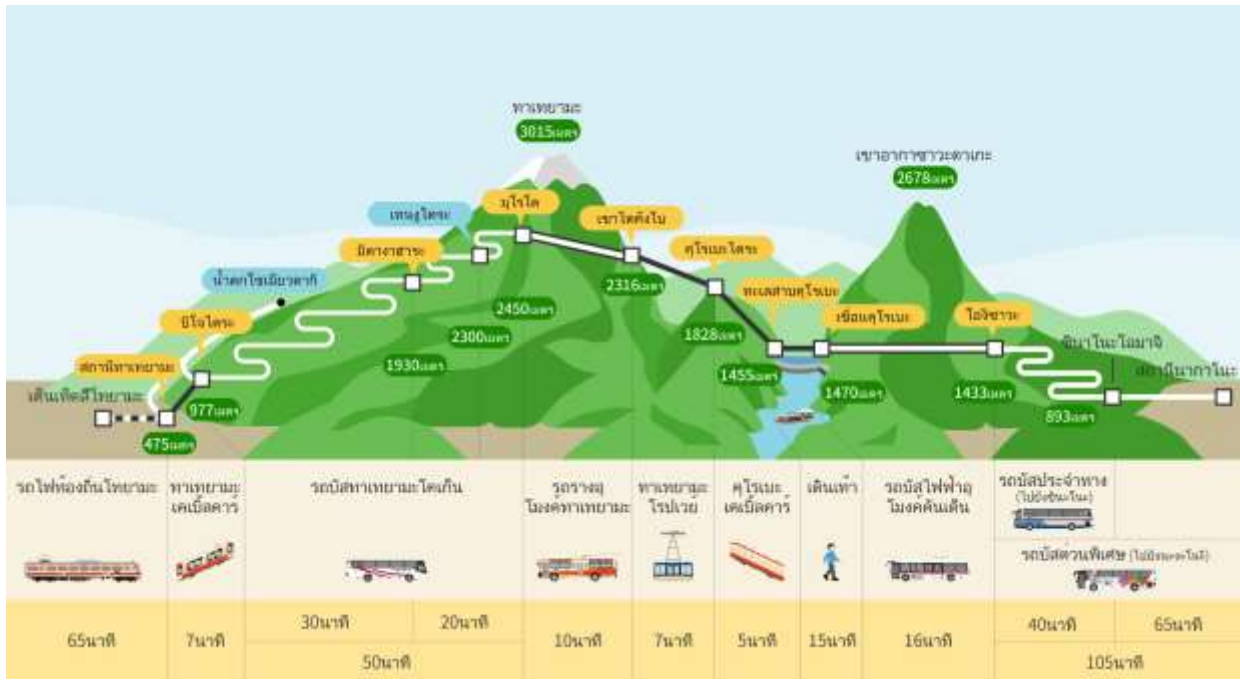 ทาเทยามะ
3015เมตร
เขาอากาซาวะดาเกะ
2678เมตร
เทนงูไดระ
มุโรโด
มิดางาฮาระ
เขาไดคังโบ
คุโรเบะไดระ
น้ำตกโชเมียวดากิ
2450เมตร
2316เมตร
ทะเลสาบคุโรเบะ
บิโจไดระ
2300เมตร
1828เมตร
เขื่อนคุโรเบะ
โองิซาวะ
สถานีทาเทยามะ
1930เมตร
1455เมตร
ชินาโนะโอมาจิ
สถานีนากาโนะ
เด็นเท็ตสึโทยามะ
977เมตร
1470เมตร
1433เมตร
893เมตร
475เมตร
รถไฟท้องถิ่นโทยามะ
ทาเทยามะ
เคเบิ้ลคาร์
รถบัสทาเทยามะโคเก็น
รถรางอุ
โมงค์ทาเทยามะ
ทาเทยามะ
โรปเวย์
คุโรเบะ
เคเบิ้ลคาร์
เดินเท้า
รถบัสไฟฟ้าอุ
โมงค์คันเด็น
รถบัสประจำทาง
(ไม่ถึงชินะโนะ)
รถบัสด่วนพิเศษ
65นาที
7นาที
30นาที
20นาที
50นาที
10นาที
7นาที
5นาที
15นาที
16นาที
40นาที
65นาที
105นาที